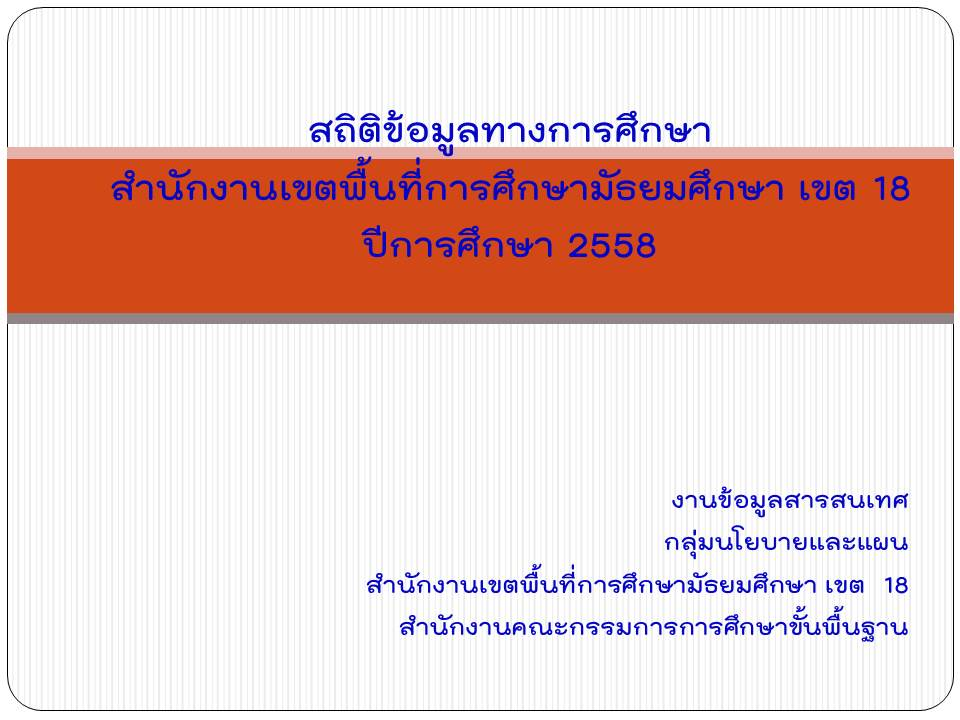 สถิติข้อมูลทางการศึกษา
สำนักงานเขตพื้นที่การศึกษามัธยมศึกษา เขต 18
ปีการศึกษา 2558
งานข้อมูลสารสนเทศ
กลุ่มนโยบายและแผน
สำนักงานเขตพื้นที่การศึกษามัธยมศึกษา เขต 18
สำนักงานคณะกรรมการการศึกษาขั้นพื้นฐาน